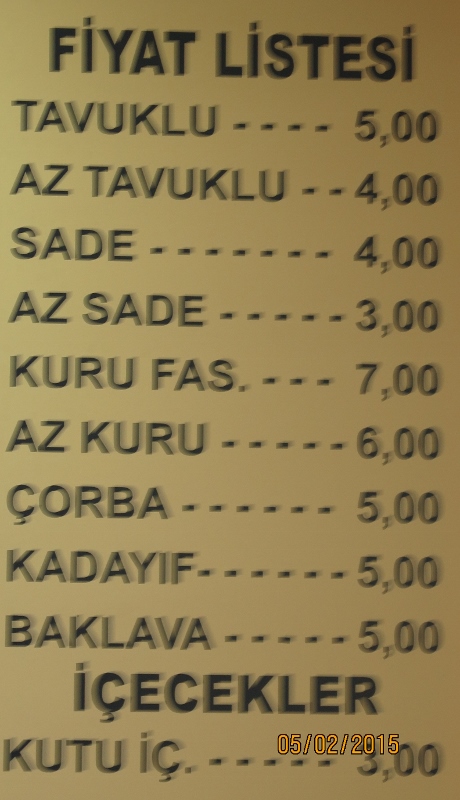 FİYAT LİSTESİ
TAVUKLU - - - - 5,00
AZ TAVUKLU - - 4,00
SADE - - - - - - - 4,00
AZ SADE - - - - - 3,00
KURU FAS. - - - 7,00
AZ KURU - - - - - 6,00
ÇORBA - - - - - - 5,00
KADAYIF- - - - - - 5,00
BAKLAVA - - - - - 5,00
İÇECEKLER
KUTU İÇ. - - - - - 3,00
05/02/2015